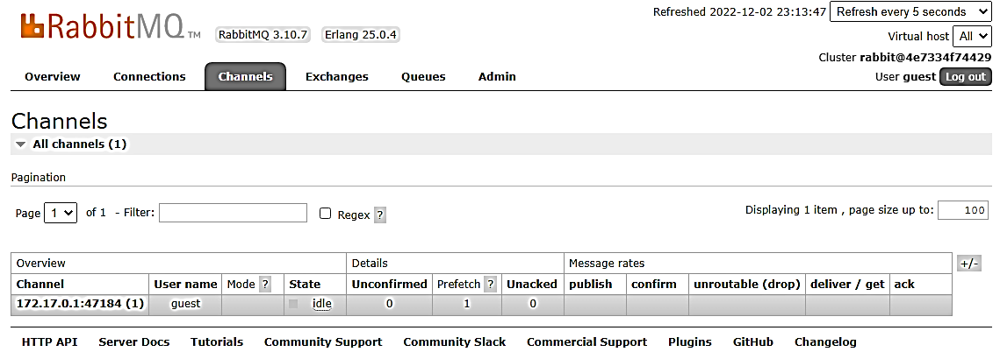 Refreshed 2022-12-02 23:13:47 Refresh every 5 seconds
RabbitMQ TM RabbitMQ 3.10.7 Erlang 25.0.4
Virtual host All
Cluster rabbit@4e7334f74429
User guest Log out
Overview Connections Channels Exchanges Queues Admin
Channels
All channels (1)
Pagination
Page 1 of 1 - Filter: Regex ? Displaying 1 item , page size up to: 100
Overview Details Message rates +/-
Channel User name Mode ? State Unconfirmed Prefetch ? Unacked publish confirm unroutable (drop) deliver / get ack
172.17.0.1:47184 (1) guest idle 0 1 0
HTTP API Server Docs Tutorials Community Support Community Slack Commercial Support Plugins GitHub Changelog